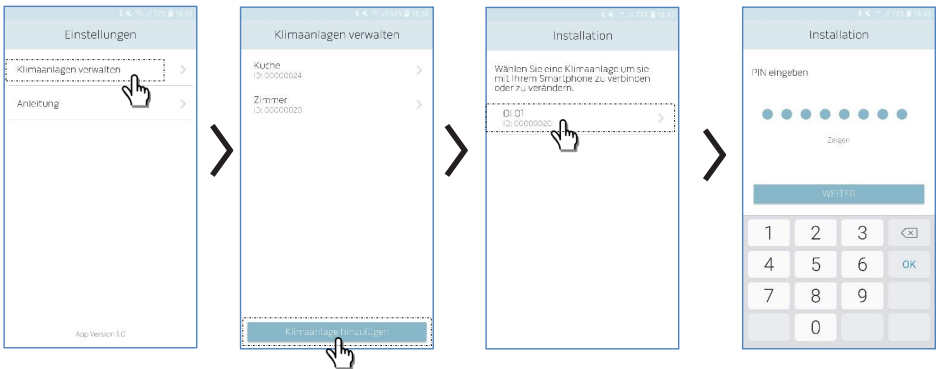 Einstellungen
Klimaanlagen verwalten
Anleitung
App Version 1.0
Klimaanlagen verwalten
Küche
ID: 00000024
Zimmer
ID: 00000020
Klimaanlage hinzufügen
Installation
Wählen Sie eine Klimaanlage um sie
mit Ihrem Smartphone zu verbinden
oder zu verändern.
ID: 00000020
Installation
PIN eingeben
Zeigen
WEITER
1 2 3
4 5 6 OK
7 8 9
0